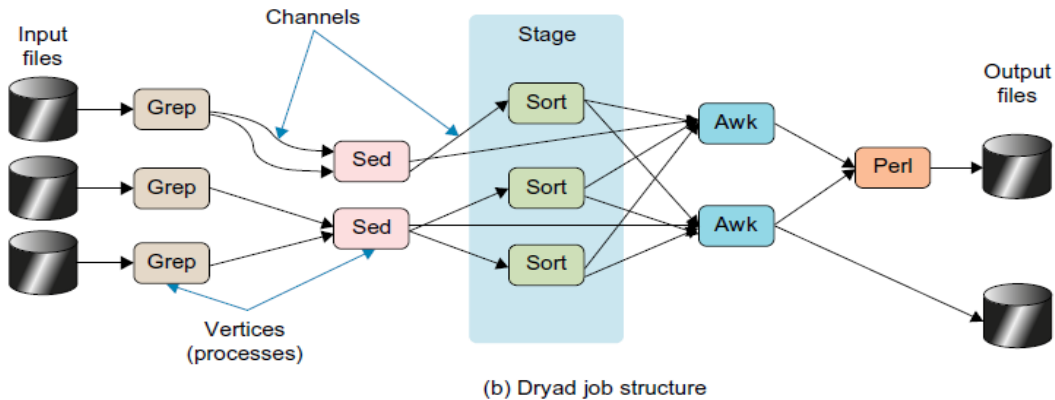 Channels
Input
files
Stage
Output
files
Grep
Sort
Awk
Sed
Perl
Grep
Sort
Sed
Awk
Grep
Sort
Vertices
(processes)
(b) Dryad job structure